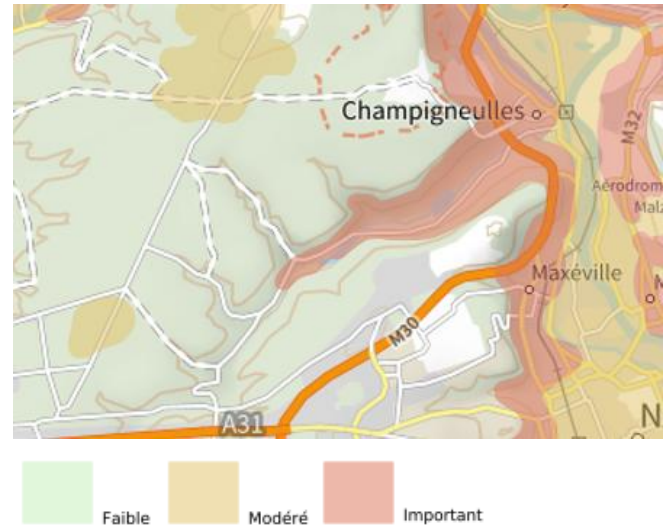 Champigneulles
M32
Aérodrom
Malz
Maxéville
M
M30
N
A31
Faible Modéré Important